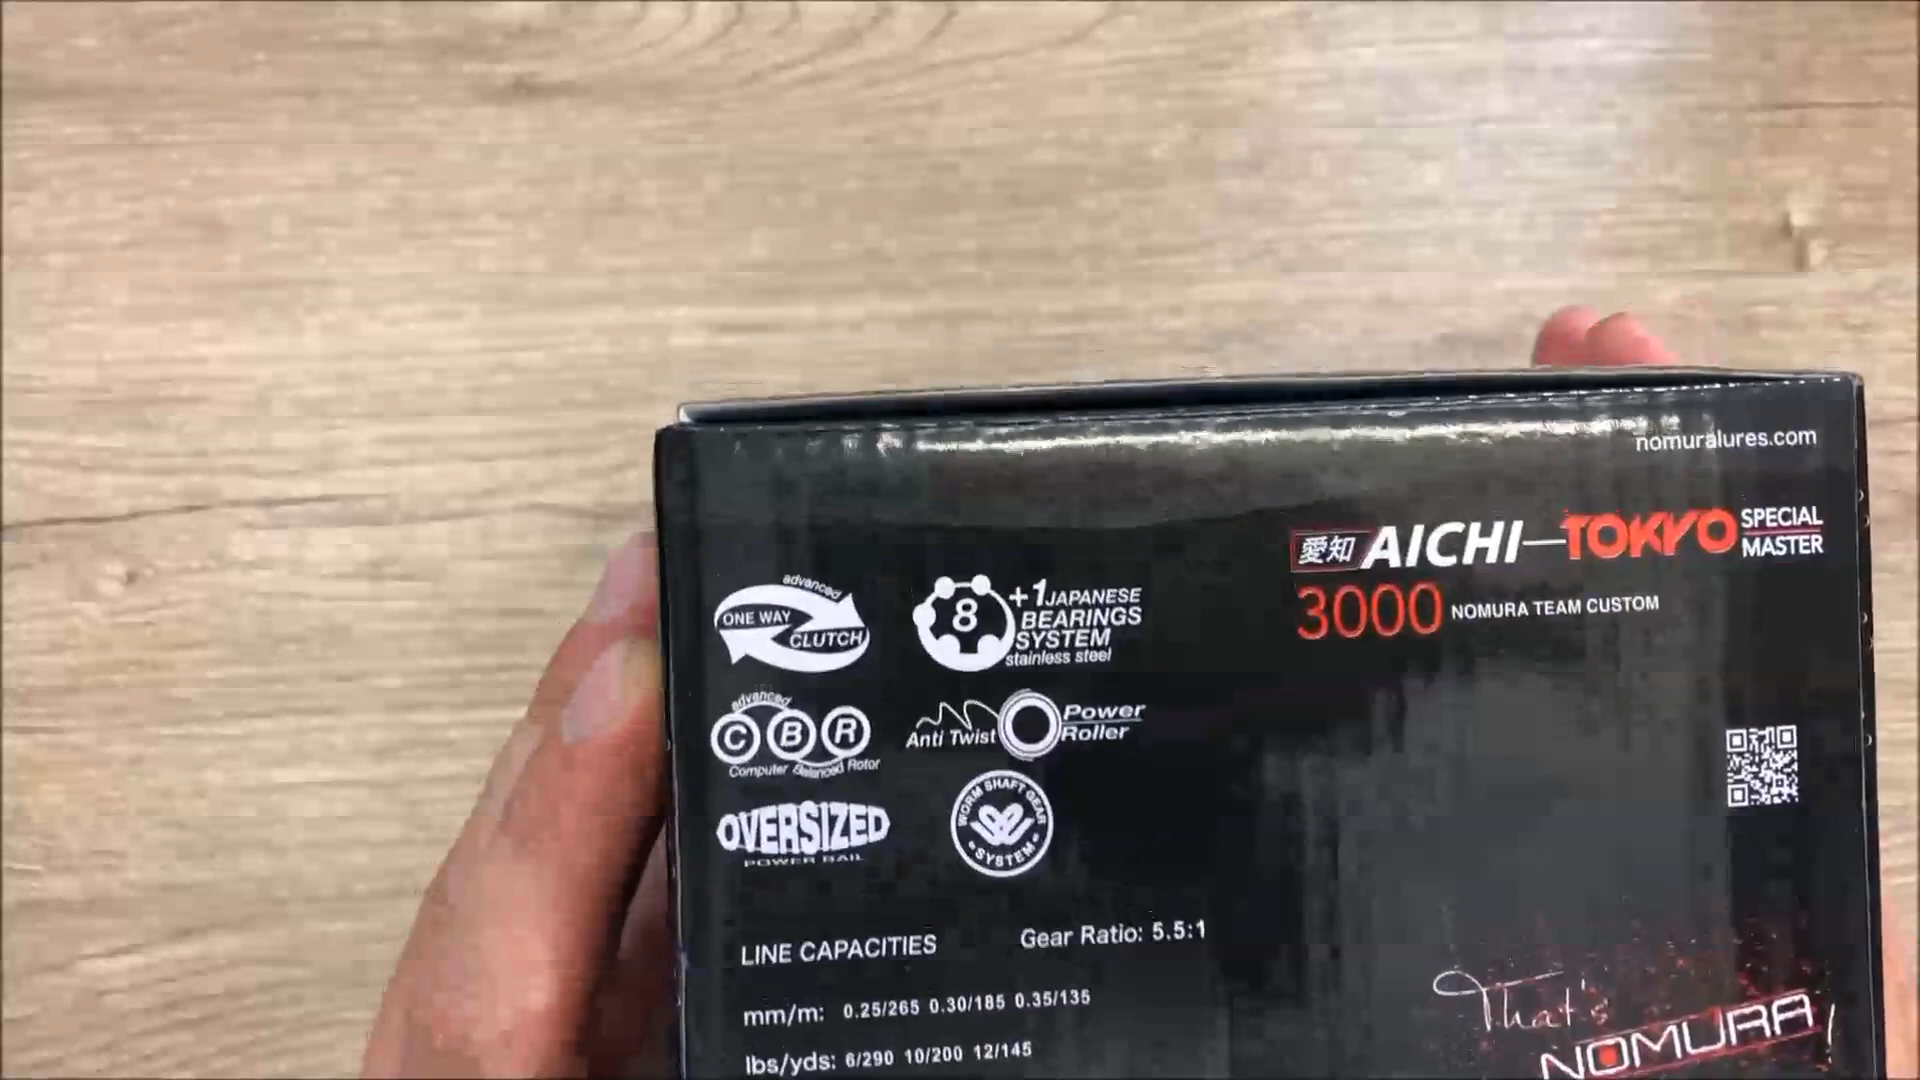 nomuralures.com
愛知 AICHI—TOKYO SPECIAL MASTER
3000 NOMURA TEAM CUSTOM
advanced
ONE WAY
CLUTCH
8 +1 JAPANESE
BEARINGS
SYSTEM
stainless steel
advanced
C B R
Computer Balanced Rotor
Anti Twist Power Roller
OVERSIZED
POWER BAIL
WORM SHAFT GEAR
SYSTEM
LINE CAPACITIES
Gear Ratio: 5.5:1
mm/m: 0.25/265 0.30/185 0.35/135
lbs/yds: 6/290 10/200 12/145
That's
NOMURA!